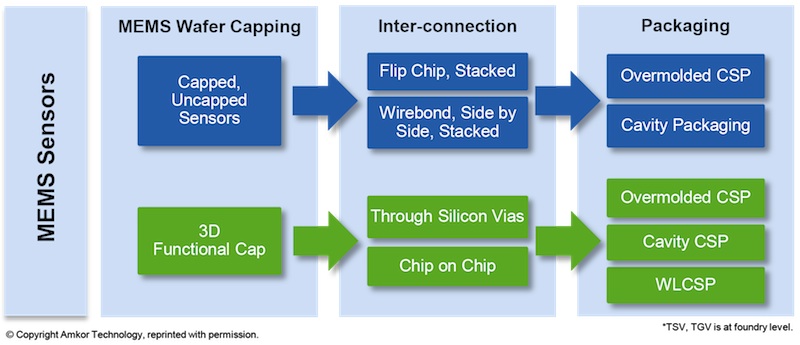 MEMS Sensors
MEMS Wafer Capping
Capped,
Uncapped
Sensors
3D
Functional Cap
Inter-connection
Flip Chip, Stacked
Wirebond, Side by
Side, Stacked
Through Silicon Vias
Chip on Chip
Packaging
Overmolded CSP
Cavity Packaging
Overmolded CSP
Cavity CSP
WLCSP
© Copyright Amkor Technology, reprinted with permission.
*TSV, TGV is at foundry level.